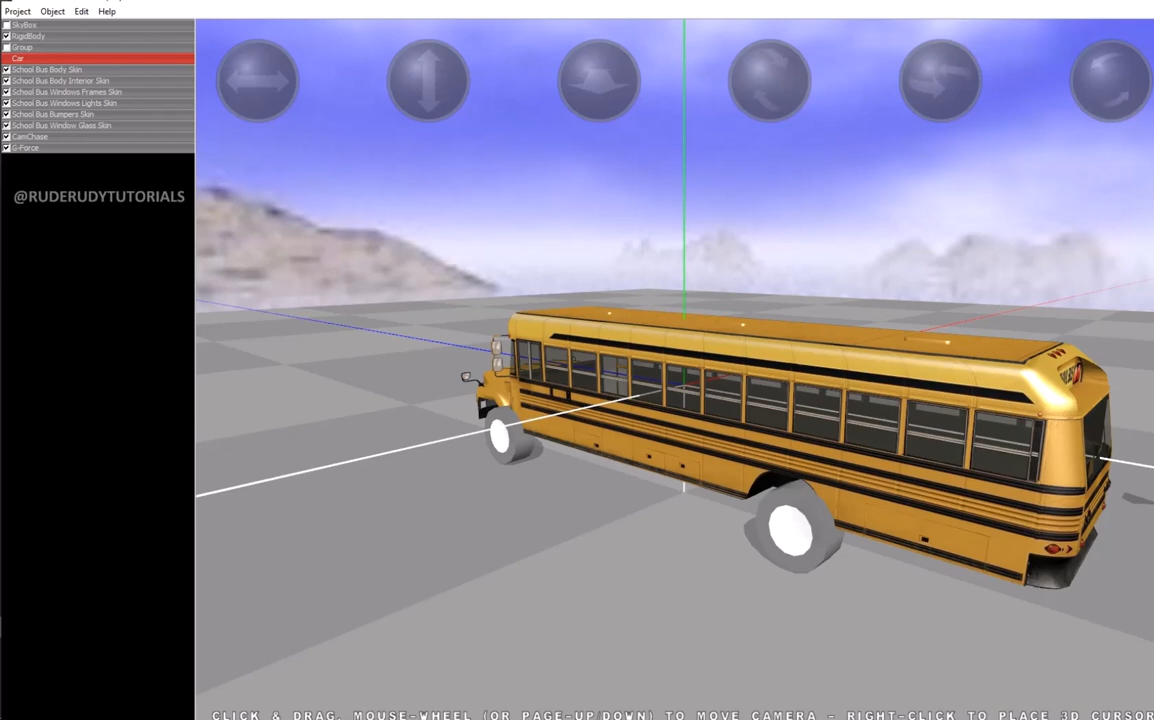 Project Object Edit Help
SkyBox
RigidBody
Group
Car
School Bus Body Skin
School Bus Body Interior Skin
School Bus Windows Frames Skin
School Bus Windows Lights Skin
School Bus Bumpers Skin
School Bus Window Glass Skin
CamChase
G-Force
@RUDERUDYTUTORIALS
CLICK & DRAG, MOUSE-WHEEL (OR PAGE-UP/DOWN) TO MOVE CAMERA - RIGHT-CLICK TO PLACE 3D CURSOR